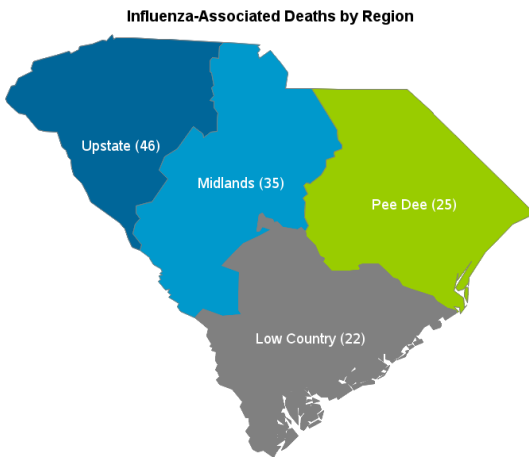 Influenza-Associated Deaths by Region
Upstate (46)
Midlands (35)
Pee Dee (25)
Low Country (22)